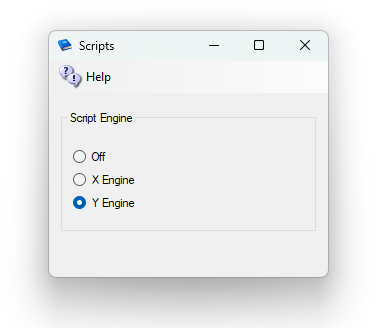 Scripts
Help
Script Engine
Off
X Engine
Y Engine